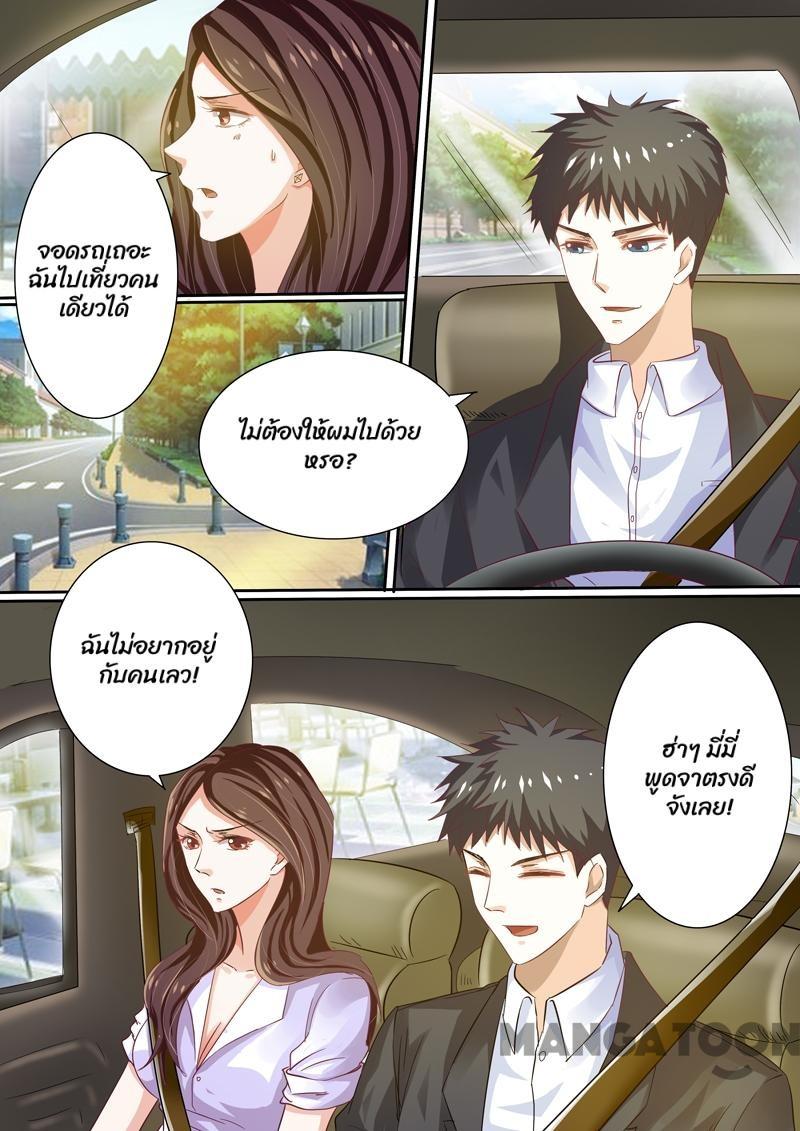 จอดรถเถอะ
ฉันไปเที่ยวคน
เดียวได้
ไม่ต้องให้ผมไปด้วย
หรอ?
ฉันไม่อยากอยู่
กับคนเลว!
ฮ่าๆ มี่มี่
พูดจาตรงดี
จังเลย!
MANGATOON